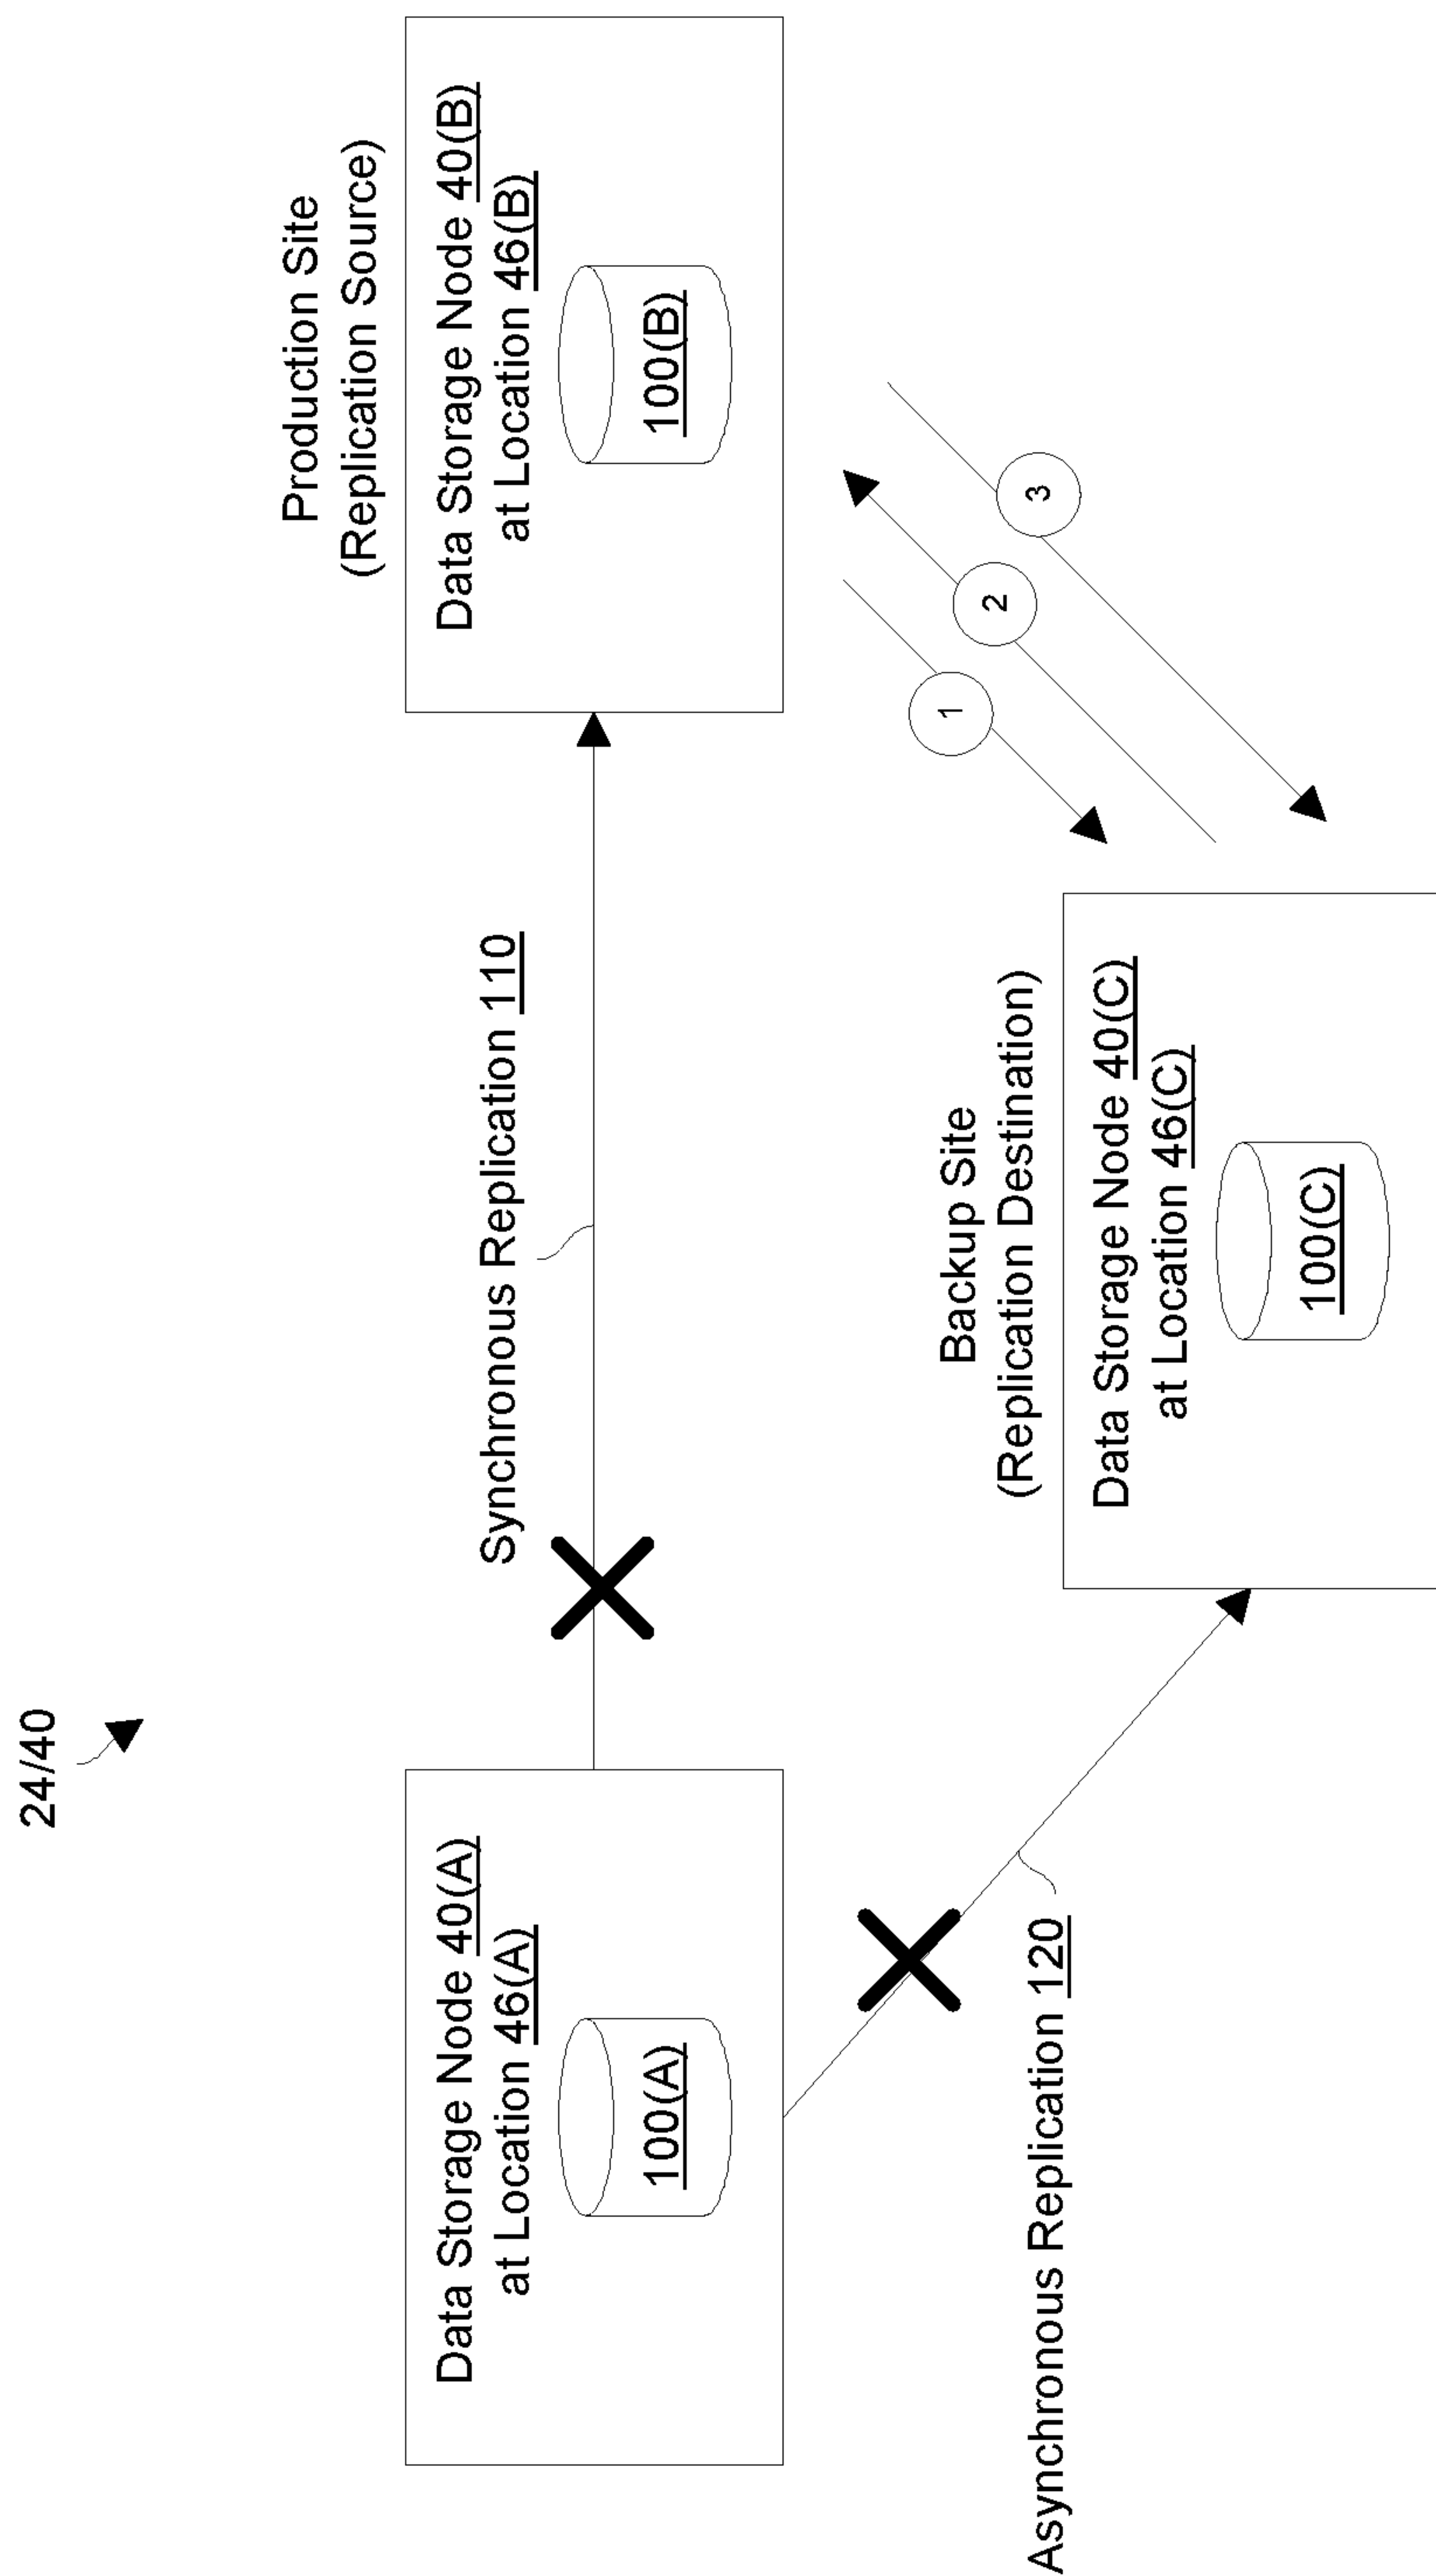 24/40
Production Site
(Replication Source)
Data Storage Node 40(A)
at Location 46(A)
100(A)
Synchronous Replication 110
Data Storage Node 40(B)
at Location 46(B)
100(B)
Asynchronous Replication 120
Backup Site
(Replication Destination)
Data Storage Node 40(C)
at Location 46(C)
100(C)
1
2
3